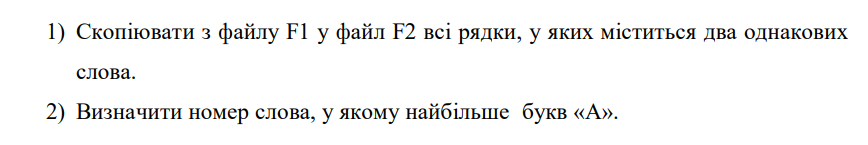 1) Скопіювати з файлу F1 у файл F2 всі рядки, у яких міститься два однакових
слова.
2) Визначити номер слова, у якому найбільше  букв «А».